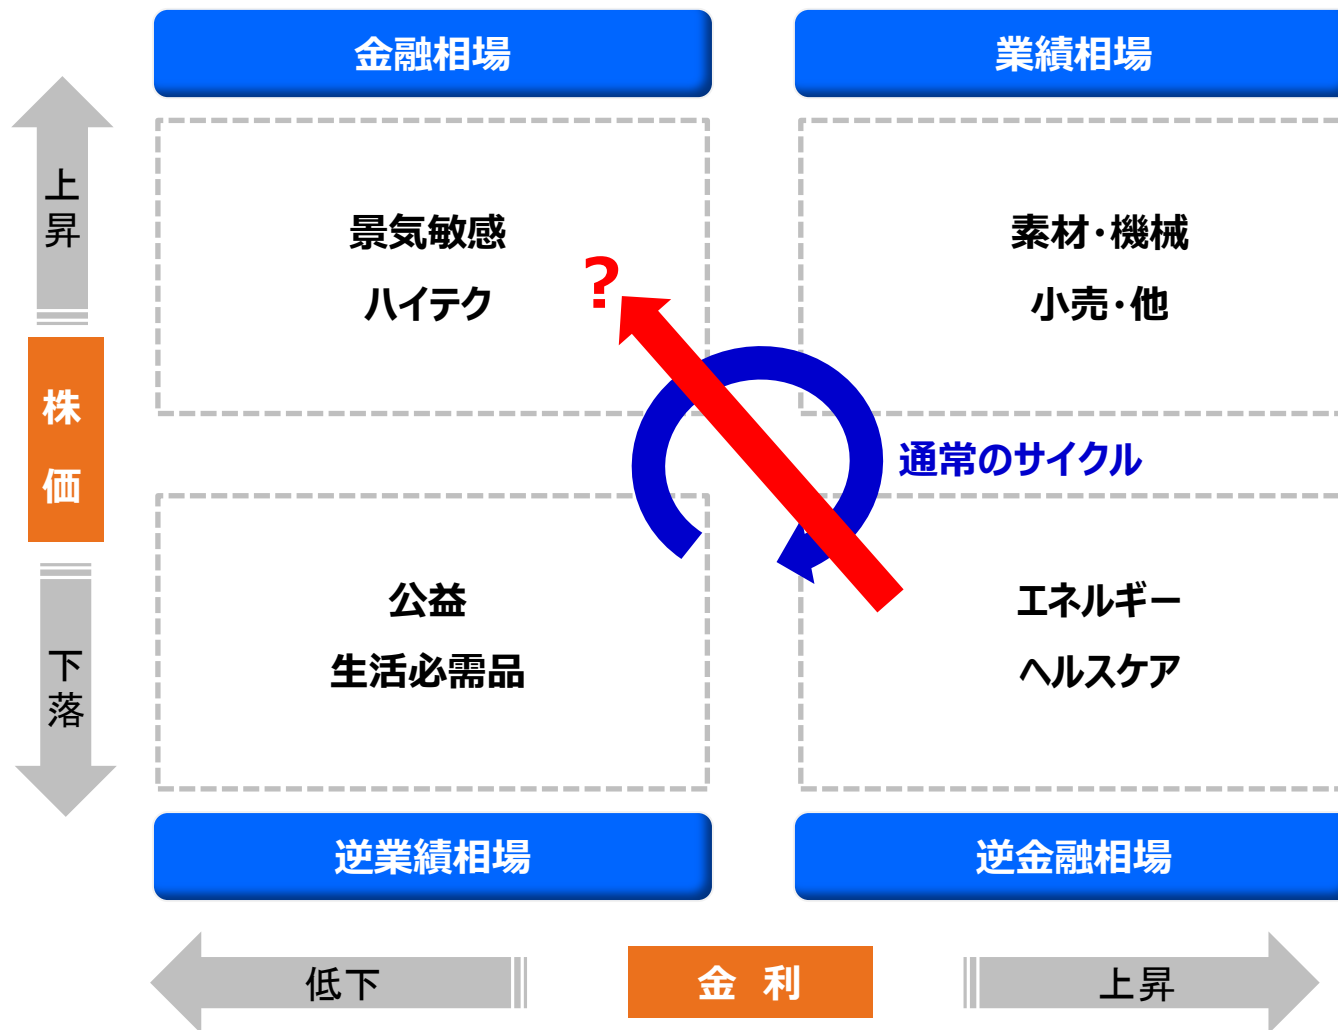 金融相場
業績相場
上昇
景気敏感
ハイテク
?
素材・機械
小売・他
株価
通常のサイクル
下落
公益
生活必需品
エネルギー
ヘルスケア
逆業績相場
逆金融相場
低下
金 利
上昇